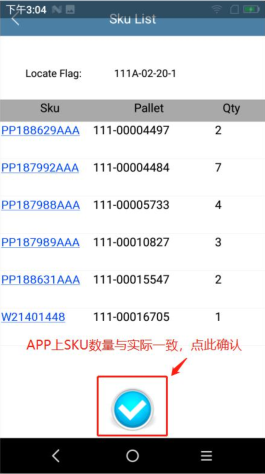 下午3:04
Sku List
Locate Flag: 111A-02-20-1
Sku Pallet Qty
PP188629AAA 111-00004497 2
PP187992AAA 111-00004484 7
PP187988AAA 111-00005733 4
PP187989AAA 111-00010827 3
PP188631AAA 111-00015547 2
W21401448 111-00016705 1
APP上SKU数量与实际一致，点此确认